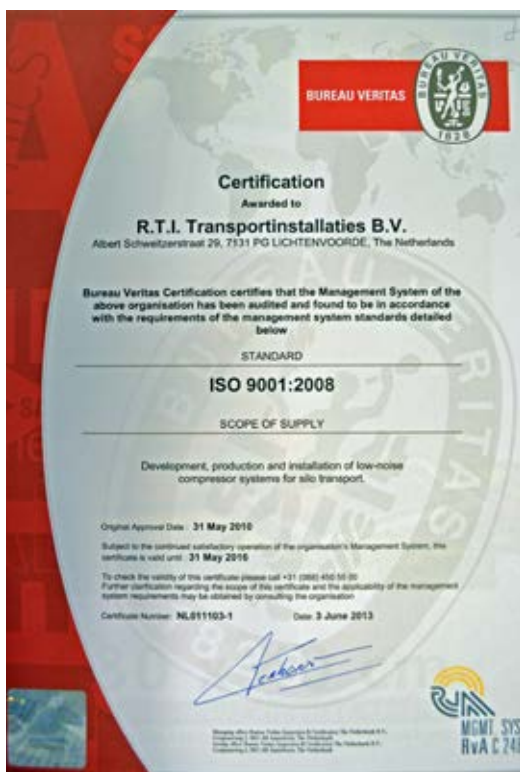 BUREAU VERITAS
BUREAU VERITAS
1828
Certification
Awarded to
R.T.I. Transportinstallaties B.V.
Albert Schweitzerstraat 29, 7131 PG LICHTENVOORDE, The Netherlands
Bureau Veritas Certification certifies that the Management System of the
above organisation has been audited and found to be in accordance
with the requirements of the management system standards detailed
below
STANDARD
ISO 9001:2008
SCOPE OF SUPPLY
Development, production and installation of low-noise
compressor systems for silo transport.
Original Approval Date : 31 May 2010
Subject to the continued satisfactory operation of the organisation's Management System, this
certificate is valid until : 31 May 2016
To check the validity of this certificate please call +31 (088) 450 55 00
Further clarification regarding the scope of this certificate and the applicability of the management
system requirements may be obtained by consulting the organisation
Certificate Number: NL011103-1 Date: 3 June 2013
RvA
MGMT. SYS
RvA C 24